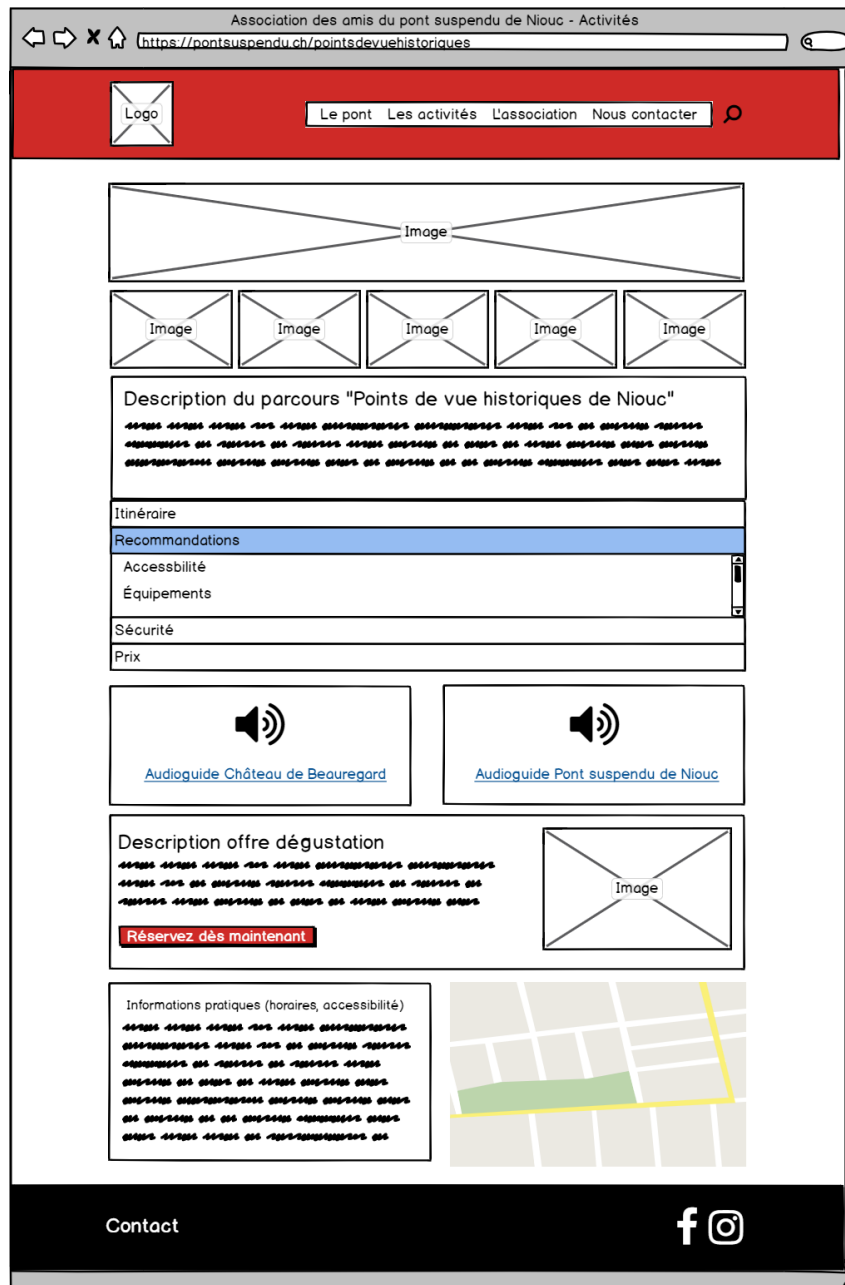 Association des amis du pont suspendu de Niouc - Activités
https://pontsuspendu.ch/pointsdevuehistoriques
Logo
Le pont Les activités L'association Nous contacter
Image
Image Image Image Image Image
Description du parcours "Points de vue historiques de Niouc"
Itinéraire
Recommandations
Accessbilité
Équipements
Sécurité
Prix
Audioguide Château de Beauregard
Audioguide Pont suspendu de Niouc
Description offre dégustation
Image
Réservez dès maintenant
Informations pratiques (horaires, accessibilité)
Contact